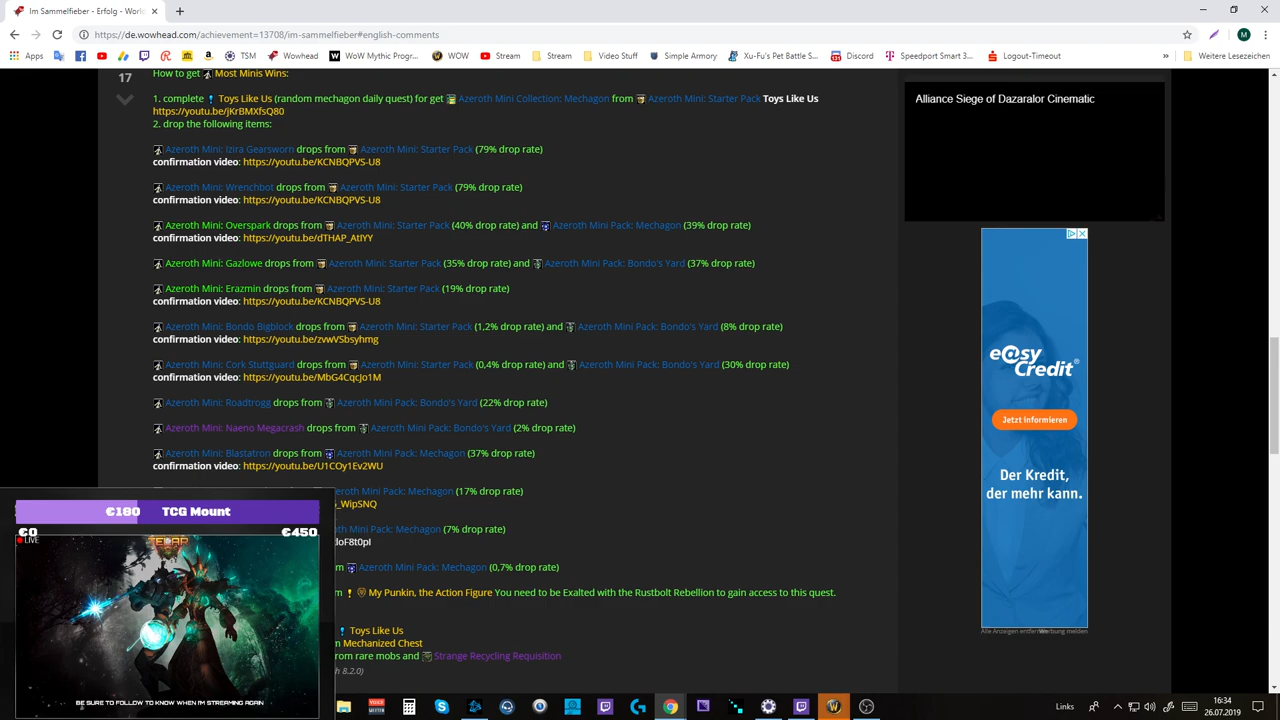 Im Sammelfieber - Erfolg - World
https://de.wowhead.com/achievement=13708/im-sammelfieber#english-comments
Apps TSM Wowhead WoW Mythic Progr... WOW Stream Stream Video Stuff Simple Armory Xu-Fu's Pet Battle S... Discord Speedport Smart 3... Logout-Timeout » Weitere Lesezeichen
17
How to get Most Minis Wins:
1. complete Toys Like Us (random mechagon daily quest) for get Azeroth Mini Collection: Mechagon from Azeroth Mini: Starter Pack Toys Like Us
https://youtu.be/jKrBMXfsQ80
2. drop the following items:
Azeroth Mini: Izira Gearsworn drops from Azeroth Mini: Starter Pack (79% drop rate)
confirmation video: https://youtu.be/KCNBQPVS-U8
Azeroth Mini: Wrenchbot drops from Azeroth Mini: Starter Pack (79% drop rate)
confirmation video: https://youtu.be/KCNBQPVS-U8
Azeroth Mini: Overspark drops from Azeroth Mini: Starter Pack (40% drop rate) and Azeroth Mini Pack: Mechagon (39% drop rate)
confirmation video: https://youtu.be/dTHAP_AtIYY
Azeroth Mini: Gazlowe drops from Azeroth Mini: Starter Pack (35% drop rate) and Azeroth Mini Pack: Bondo's Yard (37% drop rate)
Azeroth Mini: Erazmin drops from Azeroth Mini: Starter Pack (19% drop rate)
confirmation video: https://youtu.be/KCNBQPVS-U8
Azeroth Mini: Bondo Bigblock drops from Azeroth Mini: Starter Pack (1,2% drop rate) and Azeroth Mini Pack: Bondo's Yard (8% drop rate)
confirmation video: https://youtu.be/zvwVSbsyhmg
Azeroth Mini: Cork Stuttguard drops from Azeroth Mini: Starter Pack (0,4% drop rate) and Azeroth Mini Pack: Bondo's Yard (30% drop rate)
confirmation video: https://youtu.be/MbG4CqcJo1M
Azeroth Mini: Roadtrogg drops from Azeroth Mini Pack: Bondo's Yard (22% drop rate)
Azeroth Mini: Naeno Megacrash drops from Azeroth Mini Pack: Bondo's Yard (2% drop rate)
Azeroth Mini: Blastatron drops from Azeroth Mini Pack: Mechagon (37% drop rate)
confirmation video: https://youtu.be/U1COy1Ev2WU
eroth Mini Pack: Mechagon (17% drop rate)
_WipSNQ
th Mini Pack: Mechagon (7% drop rate)
loF8t0pI
m Azeroth Mini Pack: Mechagon (0,7% drop rate)
m My Punkin, the Action Figure You need to be Exalted with the Rustbolt Rebellion to gain access to this quest.
Toys Like Us
m Mechanized Chest
from rare mobs and Strange Recycling Requisition
h 8.2.0)
Alliance Siege of Dazaralor Cinematic
e@sy
Credit®
Jetzt informieren
Der Kredit,
der mehr kann.
Werbung melden
€180 TCG Mount
€0 €450
LIVE
BE SURE TO FOLLOW TO KNOW WHEN I'M STREAMING AGAIN
Links 16:34
26.07.2019